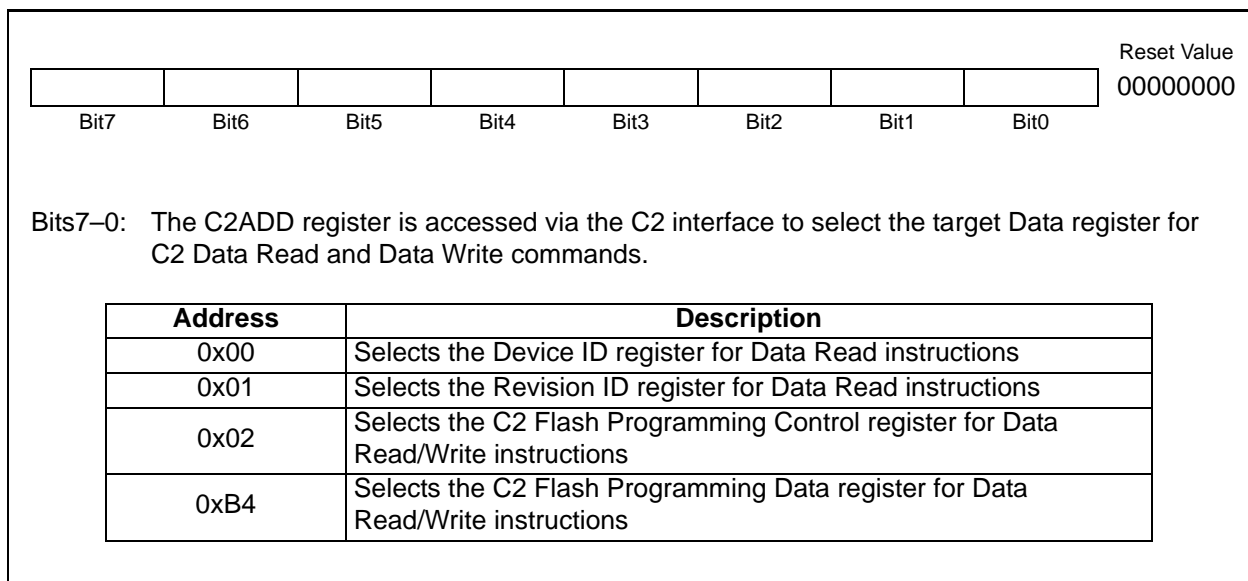 Reset Value
00000000
Bit7 Bit6 Bit5 Bit4 Bit3 Bit2 Bit1 Bit0
Bits7–0: The C2ADD register is accessed via the C2 interface to select the target Data register for
C2 Data Read and Data Write commands.
Address Description
0x00 Selects the Device ID register for Data Read instructions
0x01 Selects the Revision ID register for Data Read instructions
0x02 Selects the C2 Flash Programming Control register for Data
Read/Write instructions
0xB4 Selects the C2 Flash Programming Data register for Data
Read/Write instructions